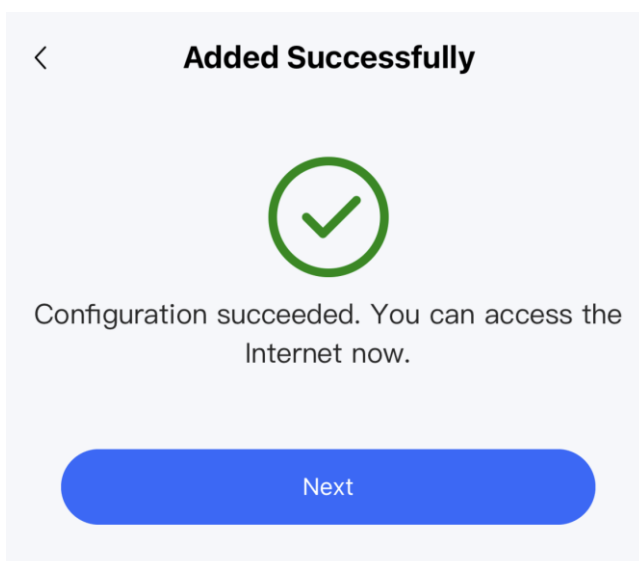 Added Successfully
Configuration succeeded. You can access the
Internet now.
Next